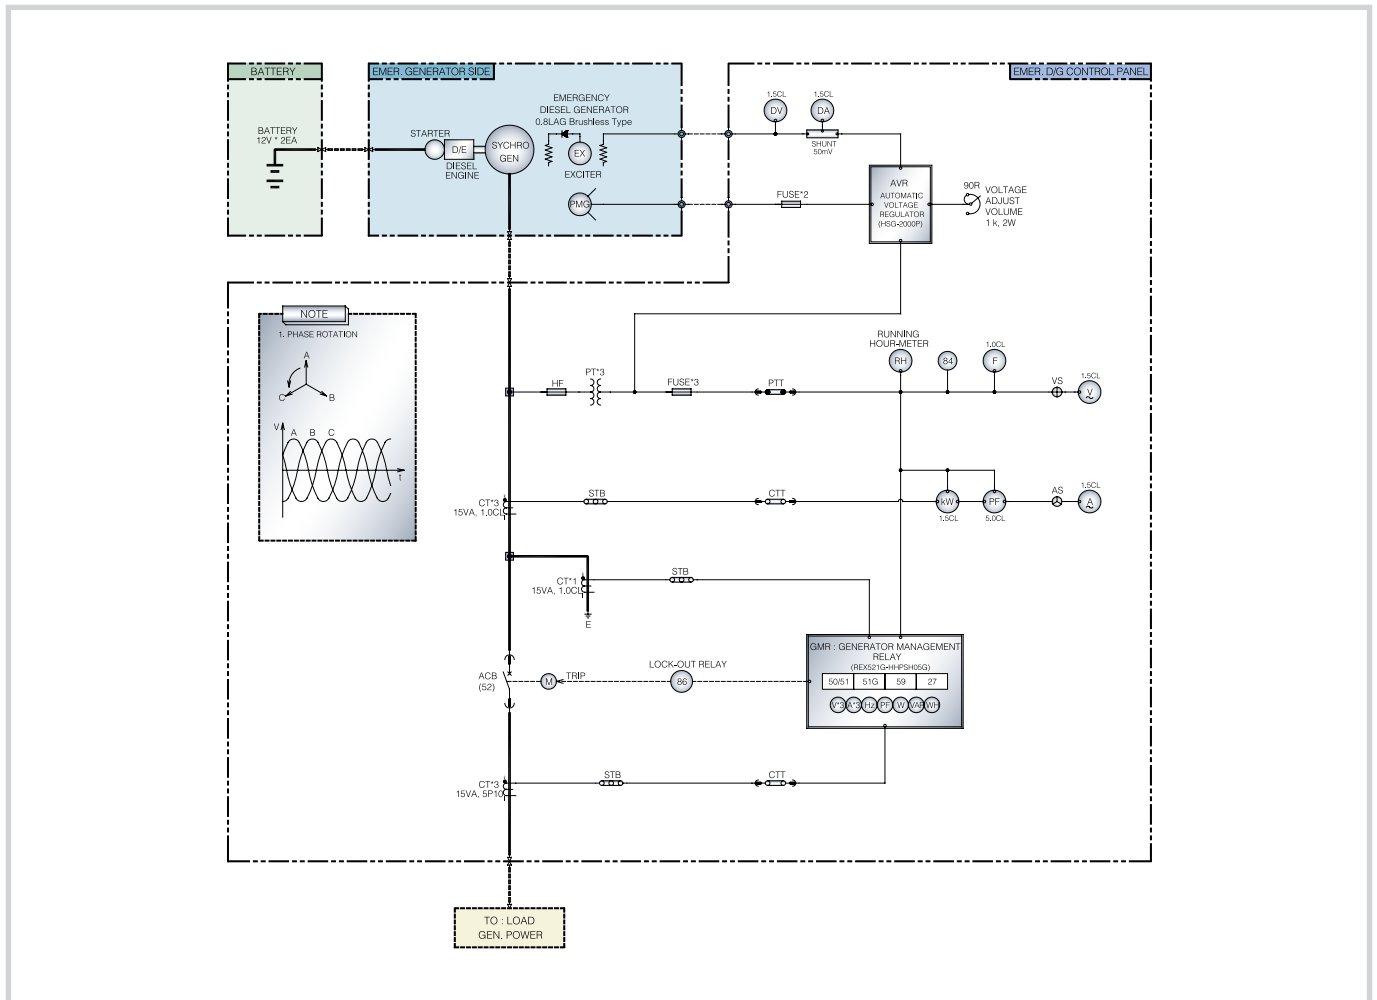 BATTERY
EMER. GENERATOR SIDE
EMER. D/G CONTROL PANEL
BATTERY
12V * 2EA
STARTER
D/E
DIESEL
ENGINE
SYCHRO
GEN
EMERGENCY
DIESEL GENERATOR
0.8LAG Brushless Type
EX
EXCITER
PMG
1.5CL
DV
1.5CL
DA
SHUNT
50mV
FUSE*2
AVR
AUTOMATIC
VOLTAGE
REGULATOR
(HSG-2000P)
90R
VOLTAGE
ADJUST
VOLUME
1 k, 2W
NOTE
1. PHASE ROTATION
A
C
B
V
A B C
t
HF
PT*3
FUSE*3
PTT
RUNNING
HOUR-METER
RH
84
1.0CL
F
VS
1.5CL
V
CT*3
15VA, 1.0CL
STB
CTT
kW
1.5CL
PF
5.0CL
AS
1.5CL
A
CT*1
15VA, 1.0CL
E
STB
ACB
(52)
M
TRIP
LOCK-OUT RELAY
86
GMR : GENERATOR MANAGEMENT
RELAY
(REX521G-HHPSH05G)
50/51 51G 59 27
V*3 A*3 Hz PF W VAR WH
CT*3
15VA, 5P10
STB
CTT
TO : LOAD
GEN. POWER